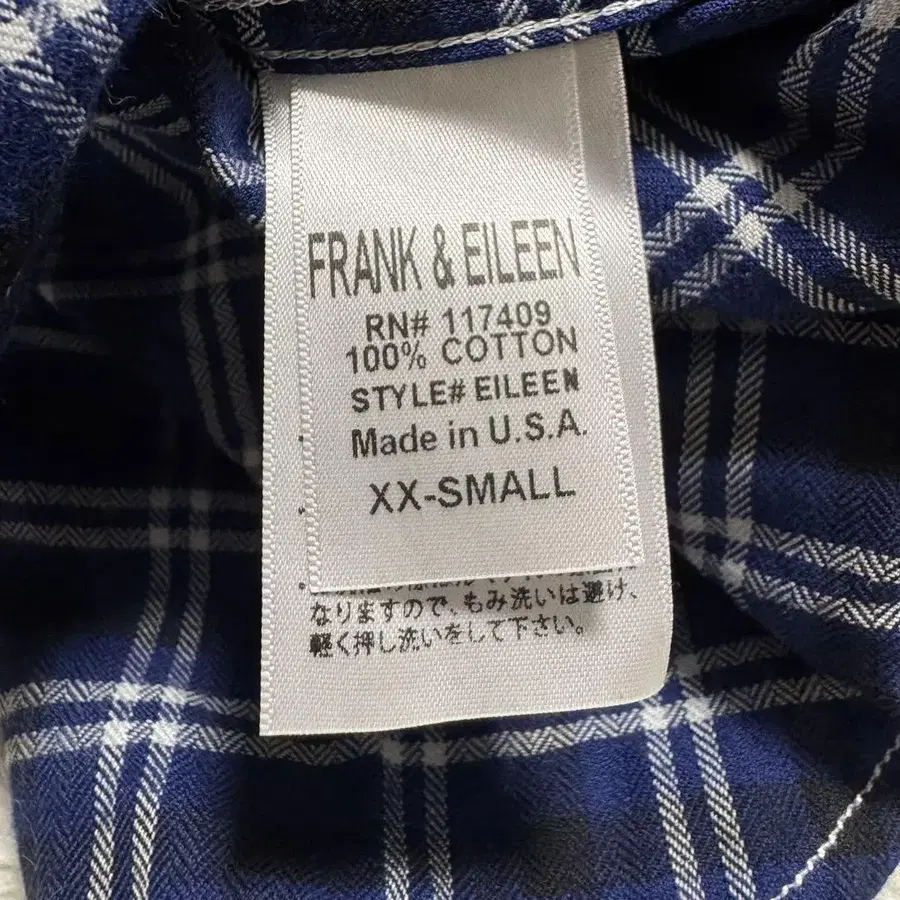 FRANK & EILEEN
RN# 117409
100% COTTON
STYLE# EILEEN
Made in U.S.A.
XX-SMALL
なりますので、もみ洗いは避け、
軽く押し洗いをして下さい。